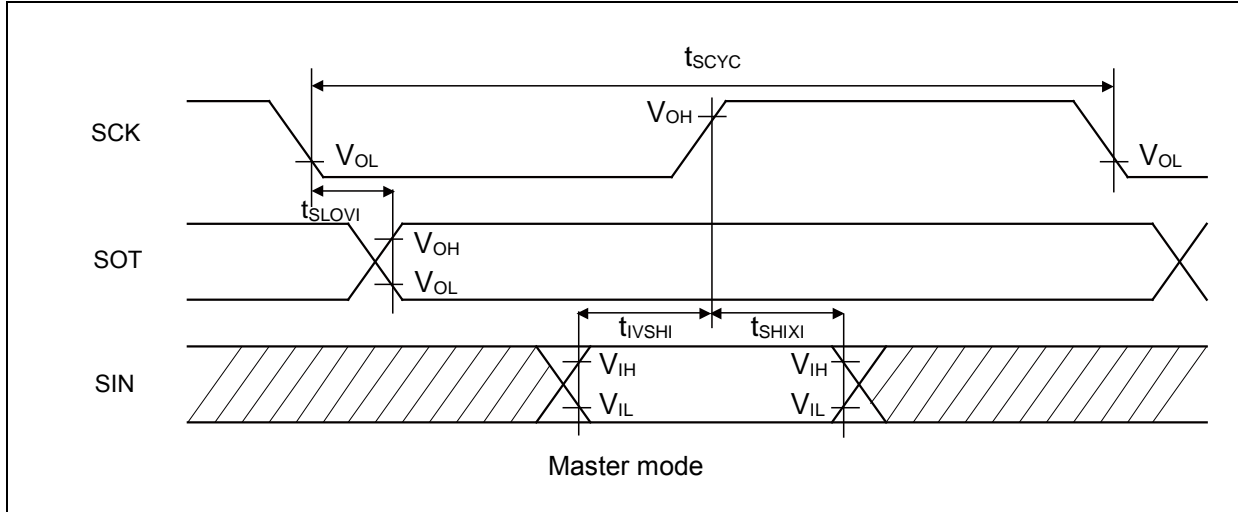 tSCYC
SCK
VOH
VOL
VOL
tSLOVI
SOT
VOH
VOL
tIVSHI
tSHIXI
SIN
VIH
VIH
VIL
VIL
Master mode